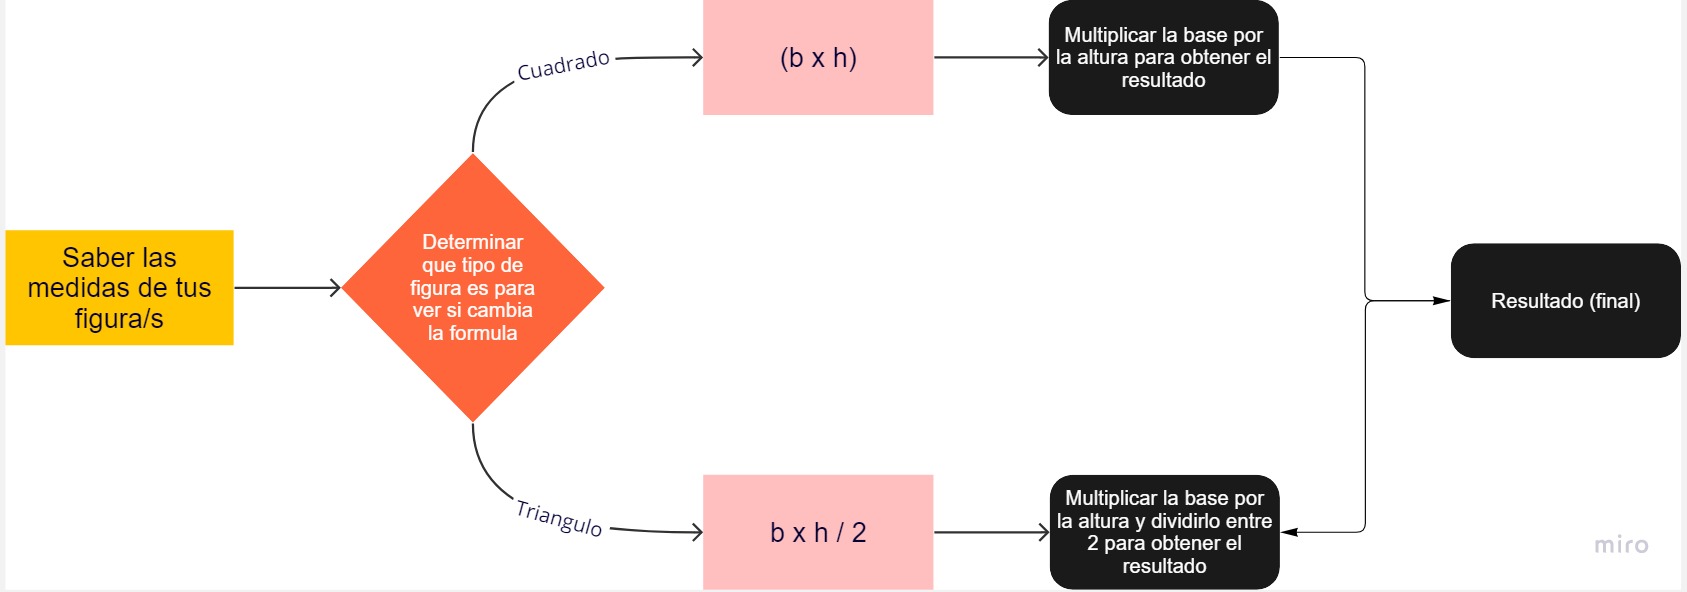 Saber las
medidas de tus
figura/s
Determinar
que tipo de
figura es para
ver si cambia
la formula
Cuadrado
(b x h)
Multiplicar la base por
la altura para obtener el
resultado
Triangulo
b x h / 2
Multiplicar la base por
la altura y dividirlo entre
2 para obtener el
resultado
Resultado (final)
miro